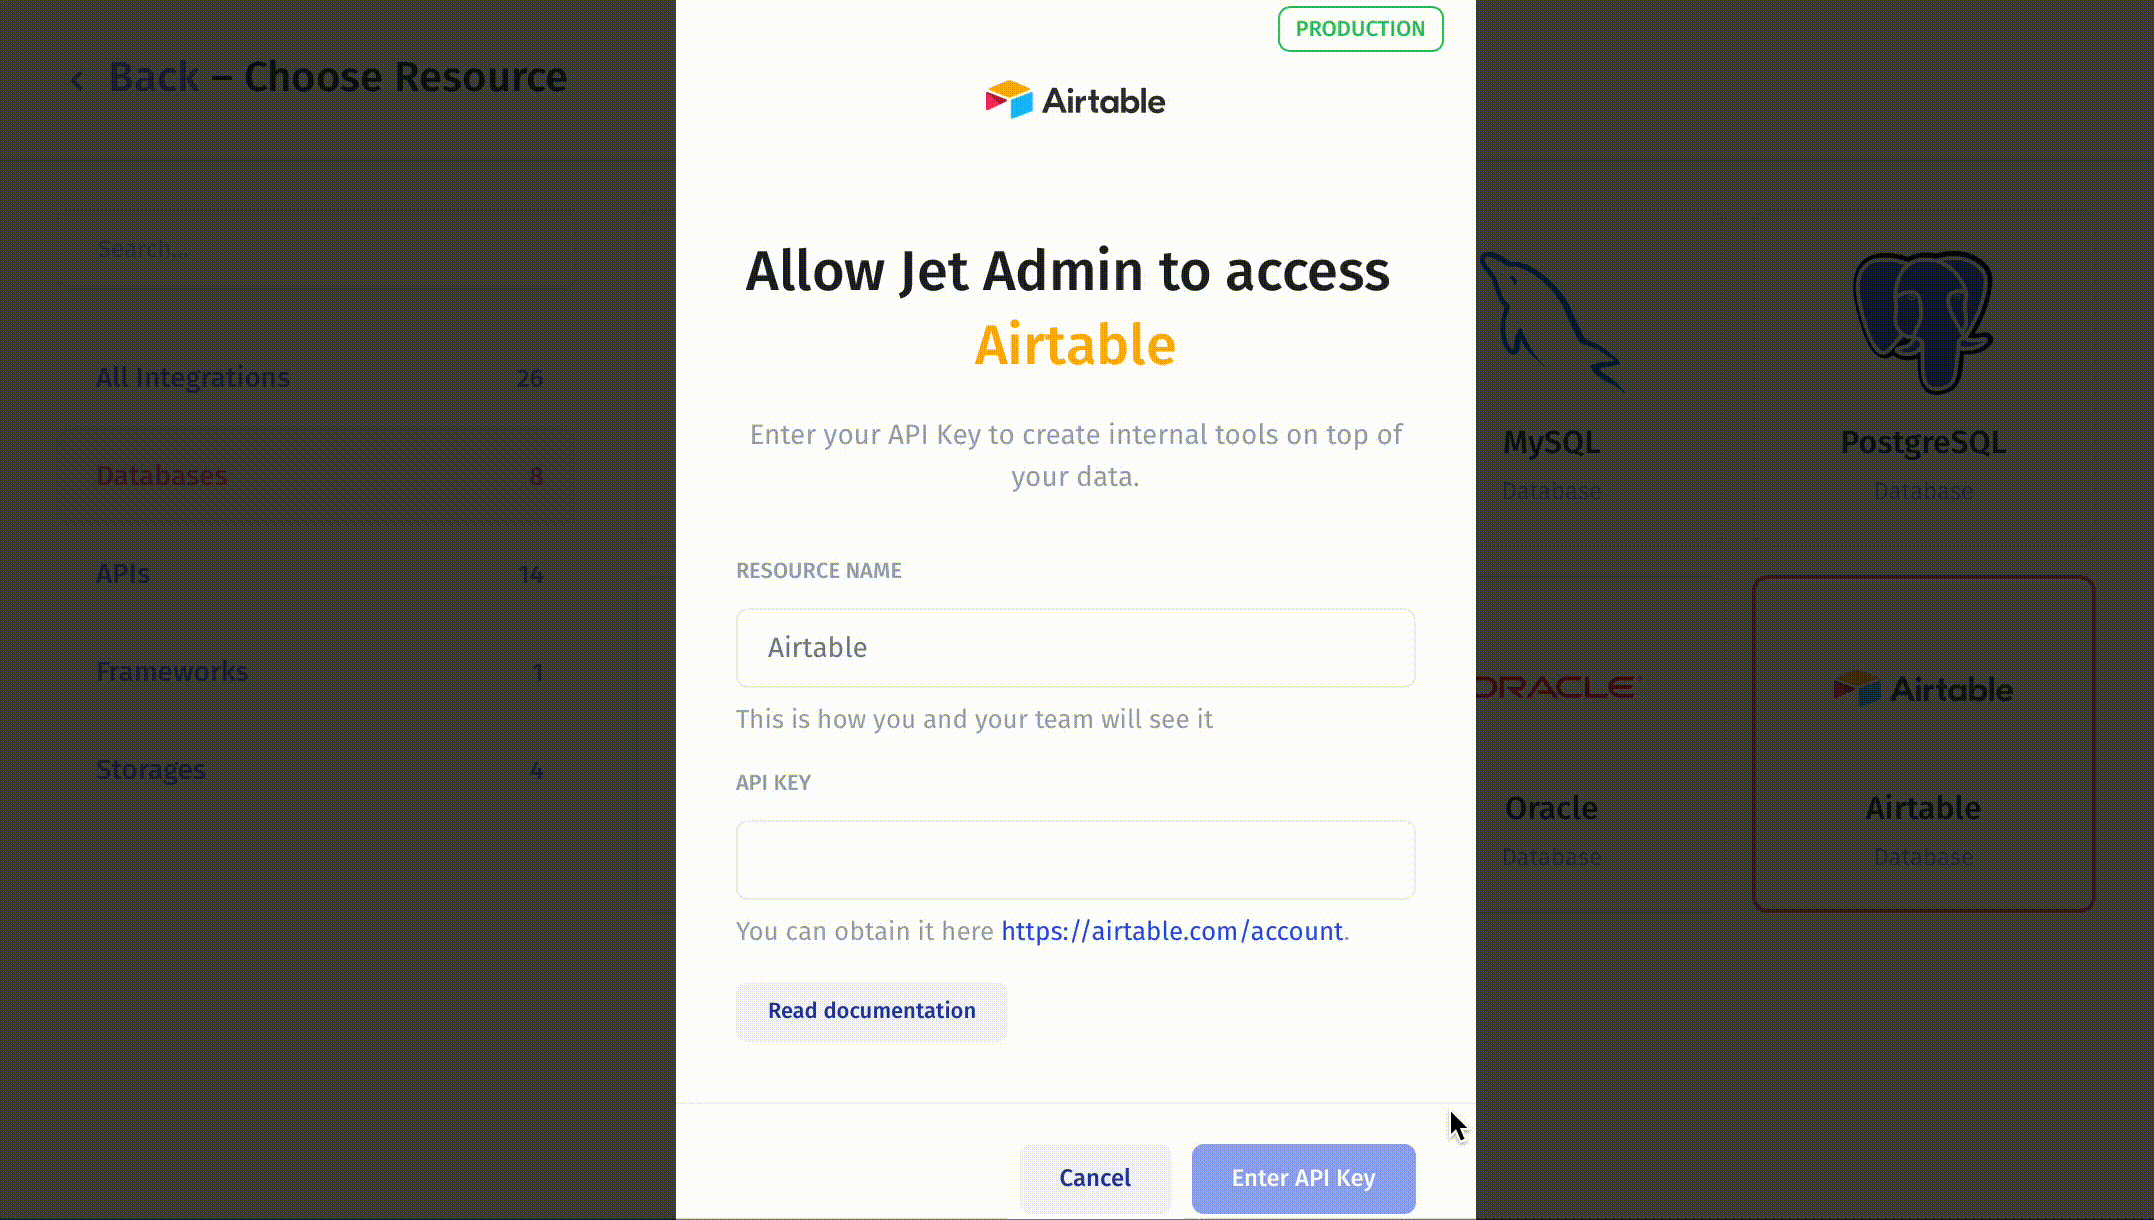 Back – Choose Resource
Search...
All Integrations 26
Databases 8
APIs 14
Frameworks 1
Storages 4
PRODUCTION
Airtable
Allow Jet Admin to access
Airtable
Enter your API Key to create internal tools on top of
your data.
RESOURCE NAME
Airtable
This is how you and your team will see it
API KEY
You can obtain it here https://airtable.com/account.
Read documentation
Cancel
Enter API Key
MySQL
Database
PostgreSQL
Database
ORACLE
Oracle
Database
Airtable
Airtable
Database